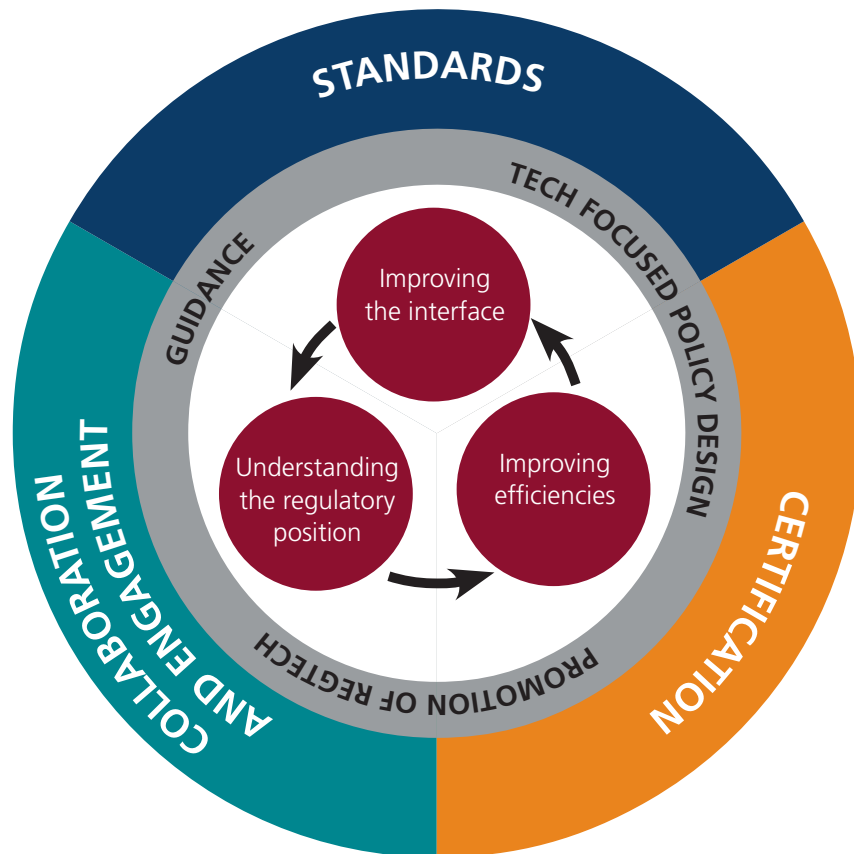 STANDARDS
TECH FOCUSED POLICY DESIGN
GUIDANCE
Improving
the interface
Understanding
the regulatory
position
Improving
efficiencies
COLLABORATION
AND ENGAGEMENT
CERTIFICATION
PROMOTION OF REGTECH